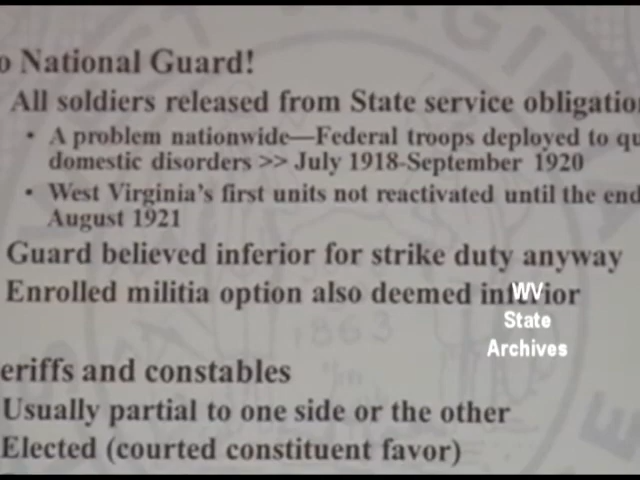 o National Guard!
All soldiers released from State service obligatio
• A problem nationwide—Federal troops deployed to qu
domestic disorders >> July 1918-September 1920
• West Virginia's first units not reactivated until the end
August 1921
Guard believed inferior for strike duty anyway
Enrolled militia option also deemed inferior
WV
State
Archives
1863
eriffs and constables
Usually partial to one side or the other
Elected (courted constituent favor)